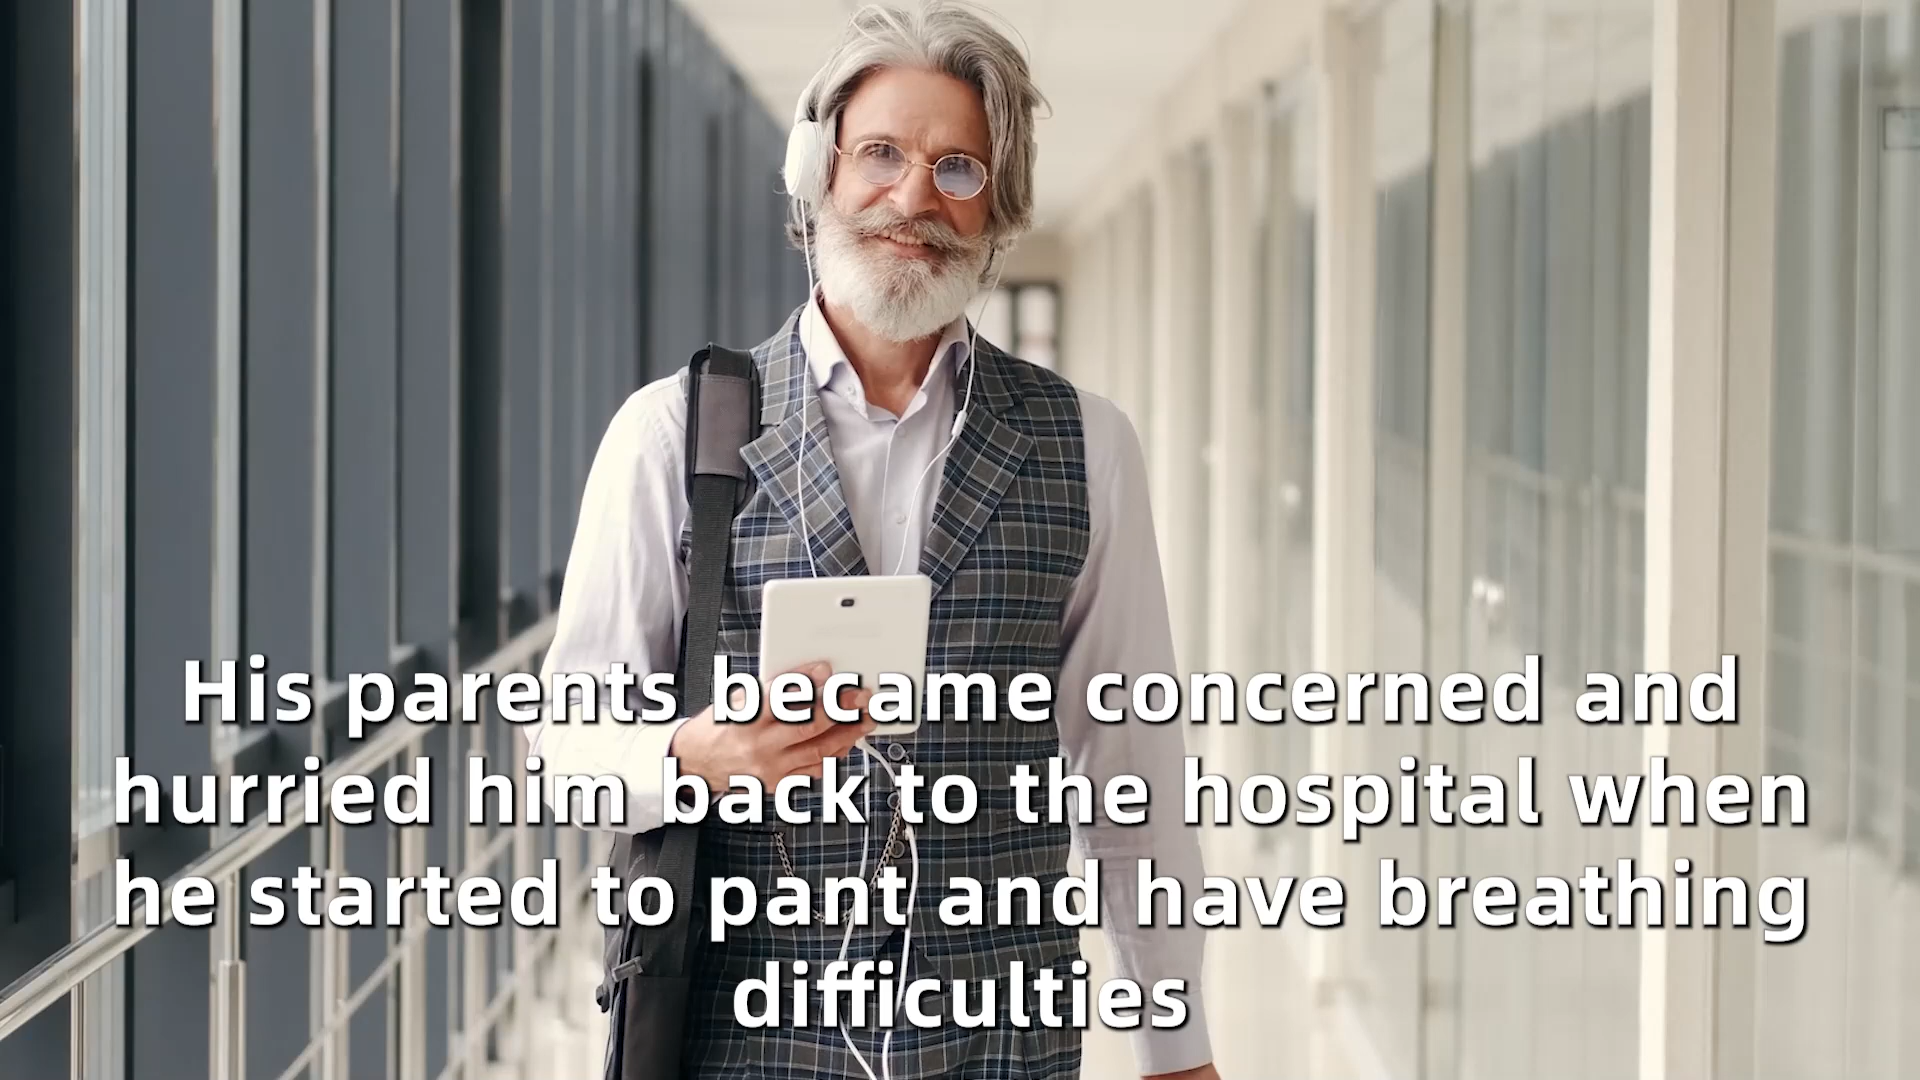 His parents became concerned and
hurried him back to the hospital when
he started to pant and have breathing
difficulties